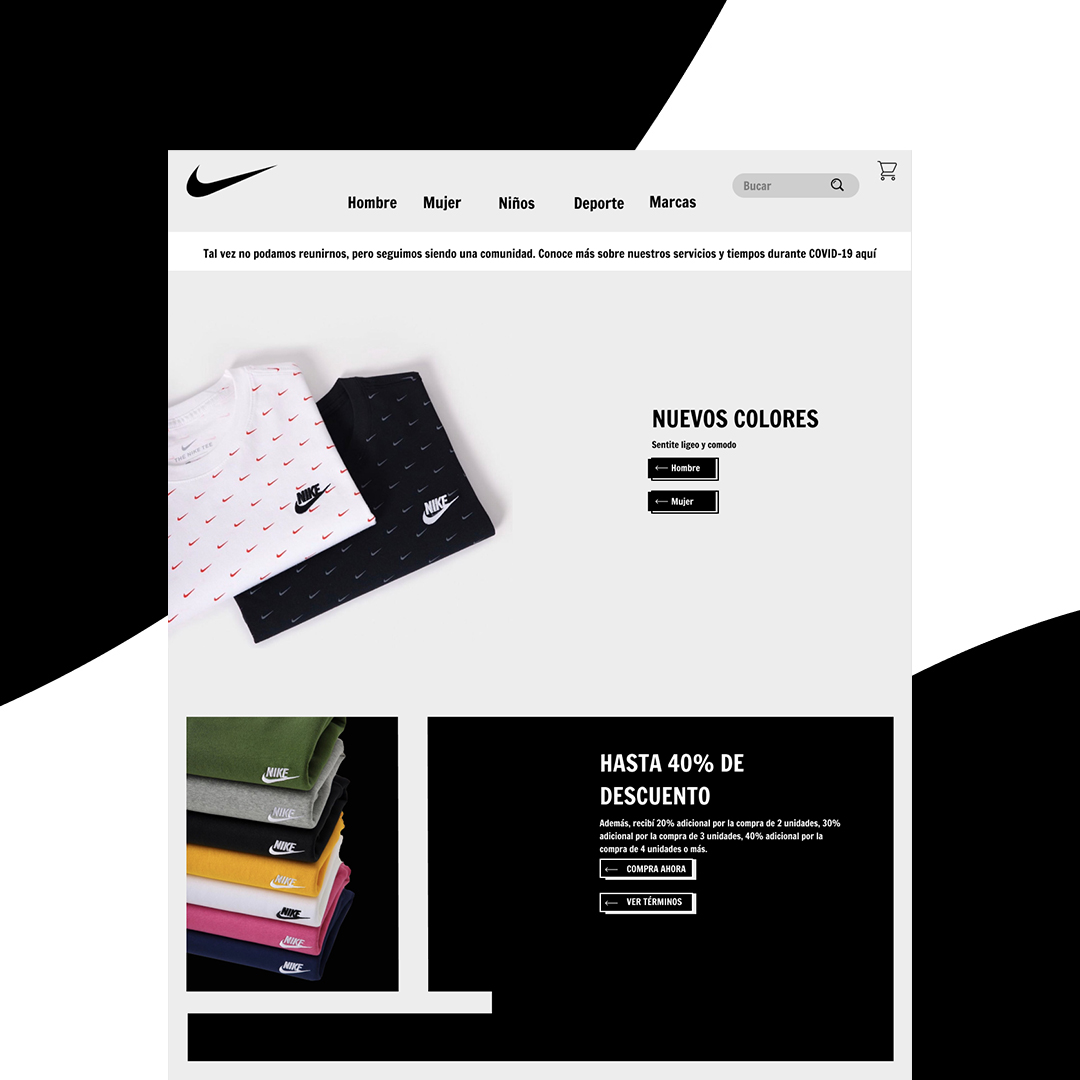 Hombre Mujer Niños Deporte Marcas
Bucar
Tal vez no podamos reunirnos, pero seguimos siendo una comunidad. Conoce más sobre nuestros servicios y tiempos durante COVID-19 aquí
THE NIKE TEE
NIKE
NIKE
NUEVOS COLORES
Sentite ligeo y comodo
Hombre
Mujer
NIKE
NIKE
NIKE
NIKE
NIKE
NIKE
NIKE
HASTA 40% DE
DESCUENTO
Además, recibí 20% adicional por la compra de 2 unidades, 30%
adicional por la compra de 3 unidades, 40% adicional por la
compra de 4 unidades o más.
COMPRA AHORA
VER TÉRMINOS